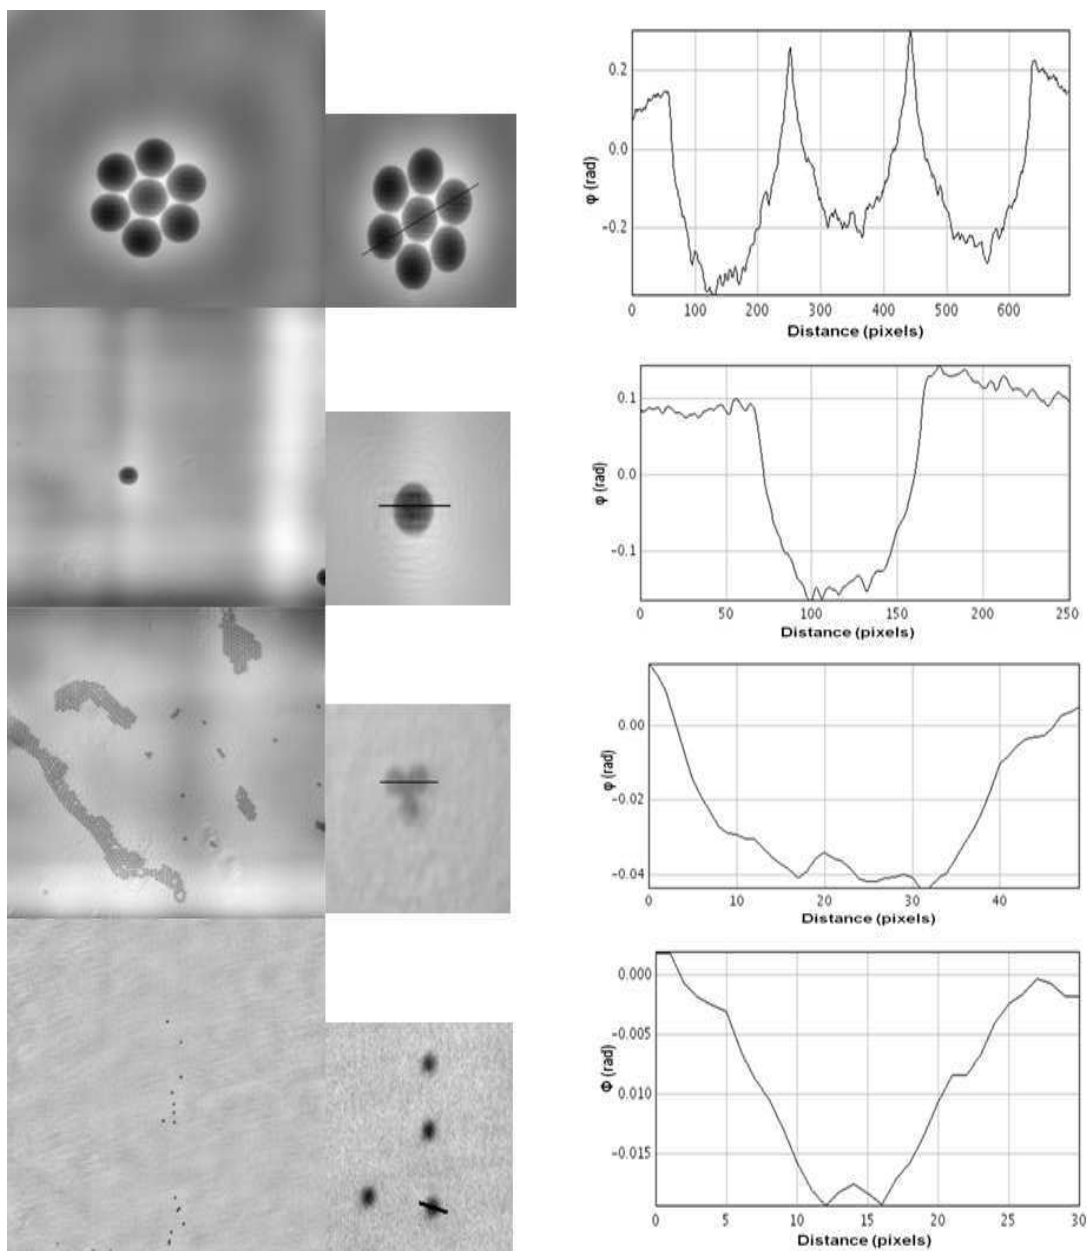 0.2
0.0
-0.2
φ (rad)
0 100 200 300 400 500 600
Distance (pixels)
0.1
0.0
-0.1
φ (rad)
0 50 100 150 200 250
Distance (pixels)
0.00
-0.02
-0.04
φ (rad)
0 10 20 30 40
Distance (pixels)
0.000
-0.005
0.010
-0.015
Φ (rad)
0 5 10 15 20 25 30
Distance (pixels)